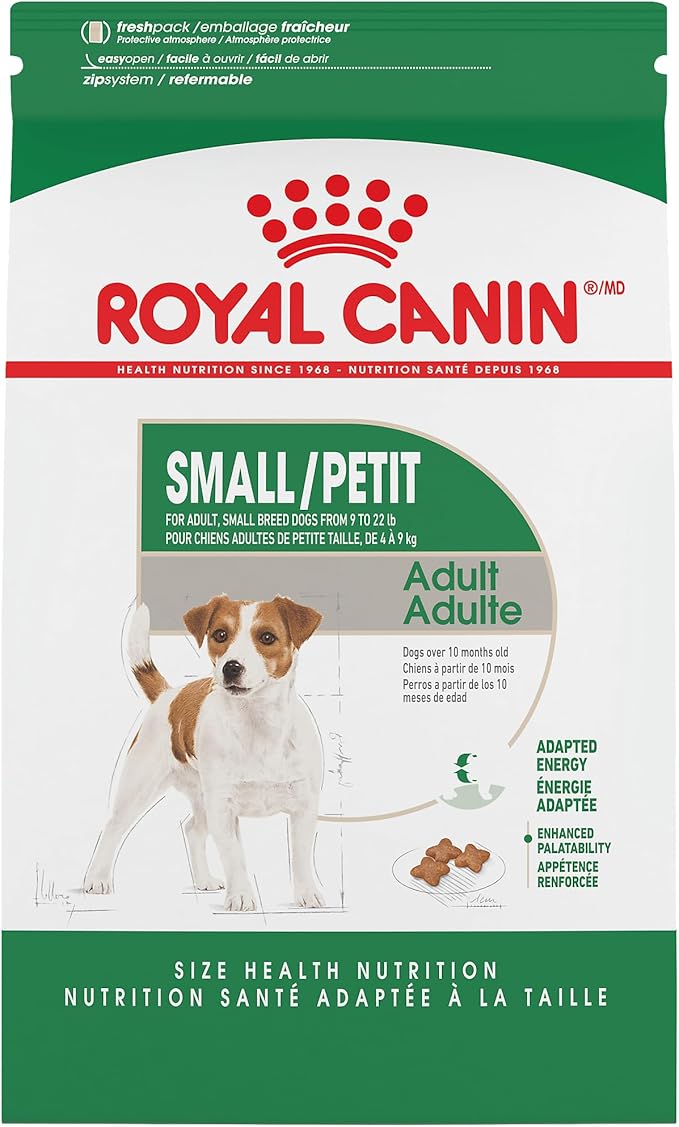 freshpack / emballage fraîcheur
Protective atmosphere / Atmosphère protectrice
easyopen / facile à ouvrir / fácil de abrir
zipsystem / refermable
ROYAL CANIN ®/MD
HEALTH NUTRITION SINCE 1968 - NUTRITION SANTÉ DEPUIS 1968
SMALL/PETIT
FOR ADULT, SMALL BREED DOGS FROM 9 TO 22 lb
POUR CHIENS ADULTES DE PETITE TAILLE, DE 4 À 9 kg
Adult
Adulte
Dogs over 10 months old
Chiens à partir de 10 mois
Perros a partir de los 10
meses de edad
ADAPTED
ENERGY
ÉNERGIE
ADAPTÉE
ENHANCED
PALATABILITY
APPÉTENCE
RENFORCÉE
1cm
SIZE HEALTH NUTRITION
NUTRITION SANTÉ ADAPTÉE À LA TAILLE